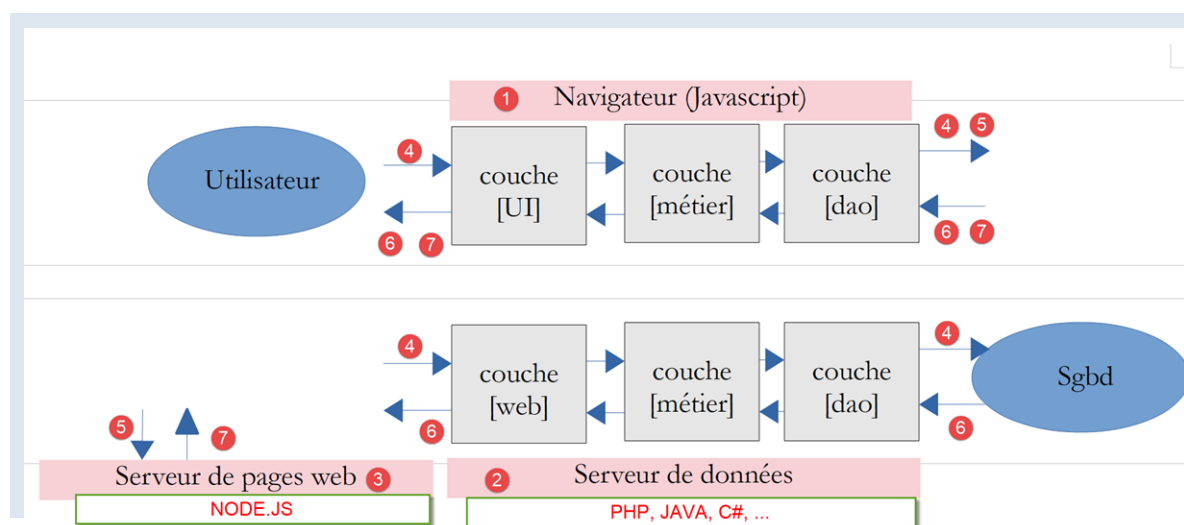 1 Navigateur (Javascript)
4 4 5
Utilisateur
couche
[UI]
couche
[métier]
couche
[dao]
6 7 6 7
4 4
couche
[web]
couche
[métier]
couche
[dao]
Sgbd
6 6
5 7
Serveur de pages web 3
NODE.JS
2 Serveur de données
PHP, JAVA, C#, ...